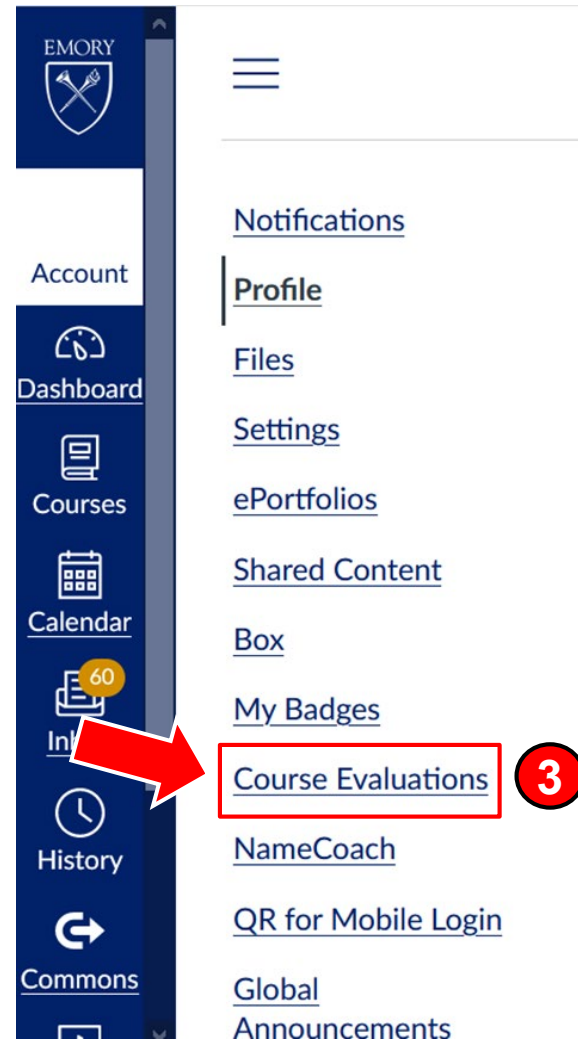 EMORY
Account
Dashboard
Courses
Calendar
60
History
Commons
Notifications
Profile
Files
Settings
ePortfolios
Shared Content
Box
My Badges
Course Evaluations
3
NameCoach
QR for Mobile Login
Global
Announcements